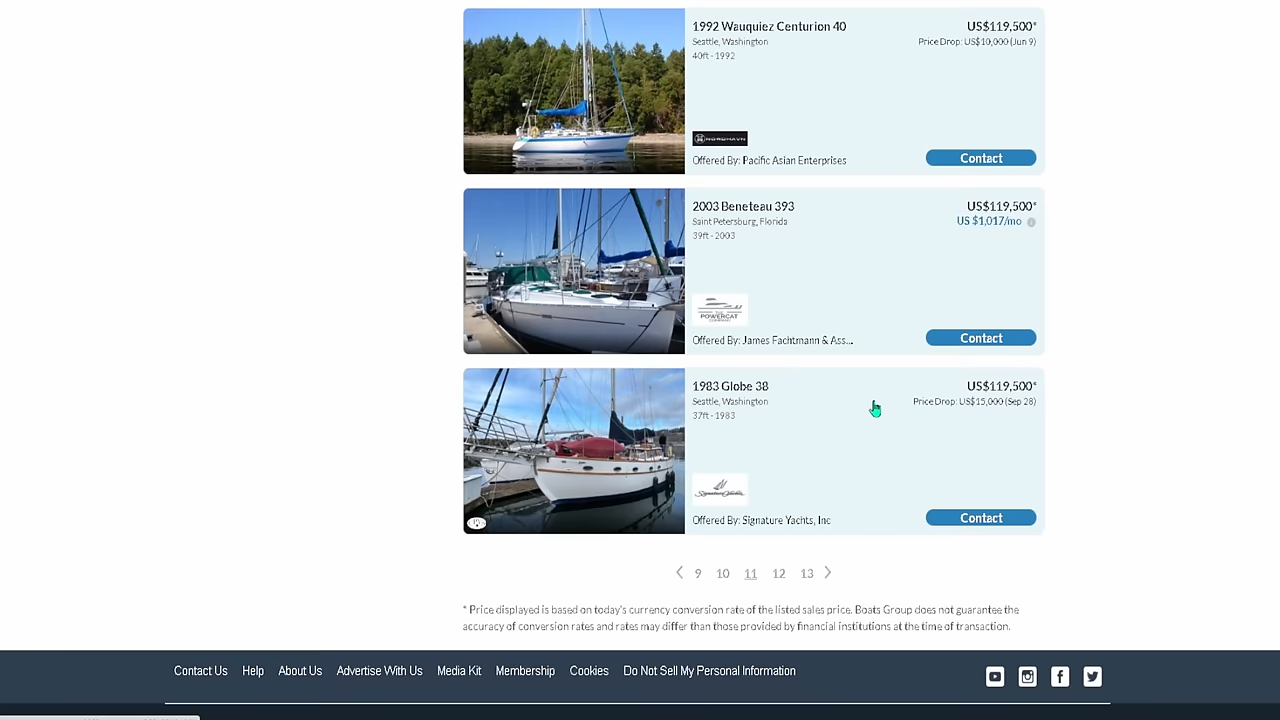 1992 Wauquiez Centurion 40
US$119,500*
Seattle, Washington
Price Drop: US$10,000 (Jun 9)
40ft - 1992
NORDHAVN
Offered By: Pacific Asian Enterprises
Contact
2003 Beneteau 393
US$119,500*
Saint Petersburg, Florida
US $1,017/mo
39ft - 2003
THE
POWERCAT
COMPANY
Offered By: James Fachtmann & Ass...
Contact
1983 Globe 38
US$119,500*
Seattle, Washington
Price Drop: US$15,000 (Sep 28)
37ft - 1983
Signature Yachts
Offered By: Signature Yachts, Inc
Contact
9 10 11 12 13
* Price displayed is based on today's currency conversion rate of the listed sales price. Boats Group does not guarantee the
accuracy of conversion rates and rates may differ than those provided by financial institutions at the time of transaction.
Contact Us Help About Us Advertise With Us Media Kit Membership Cookies Do Not Sell My Personal Information